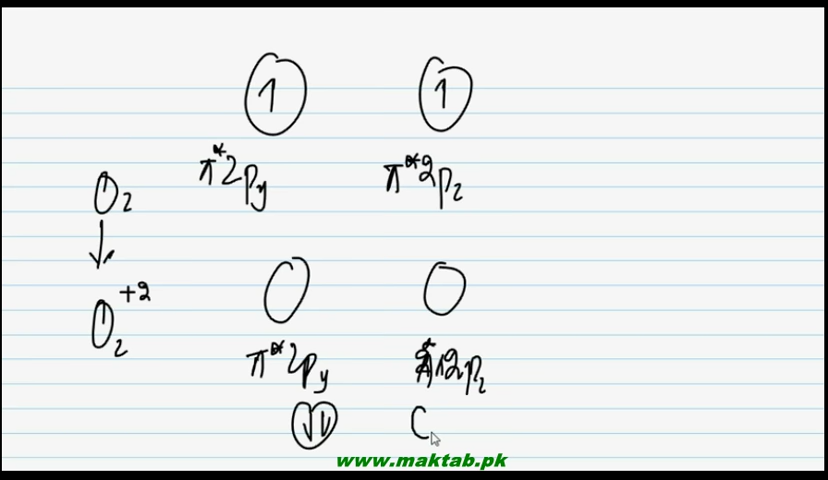 1 1
π*2py π*2pz
O2
↓
O2+2
π*2py π*2pz
www.maktab.pk